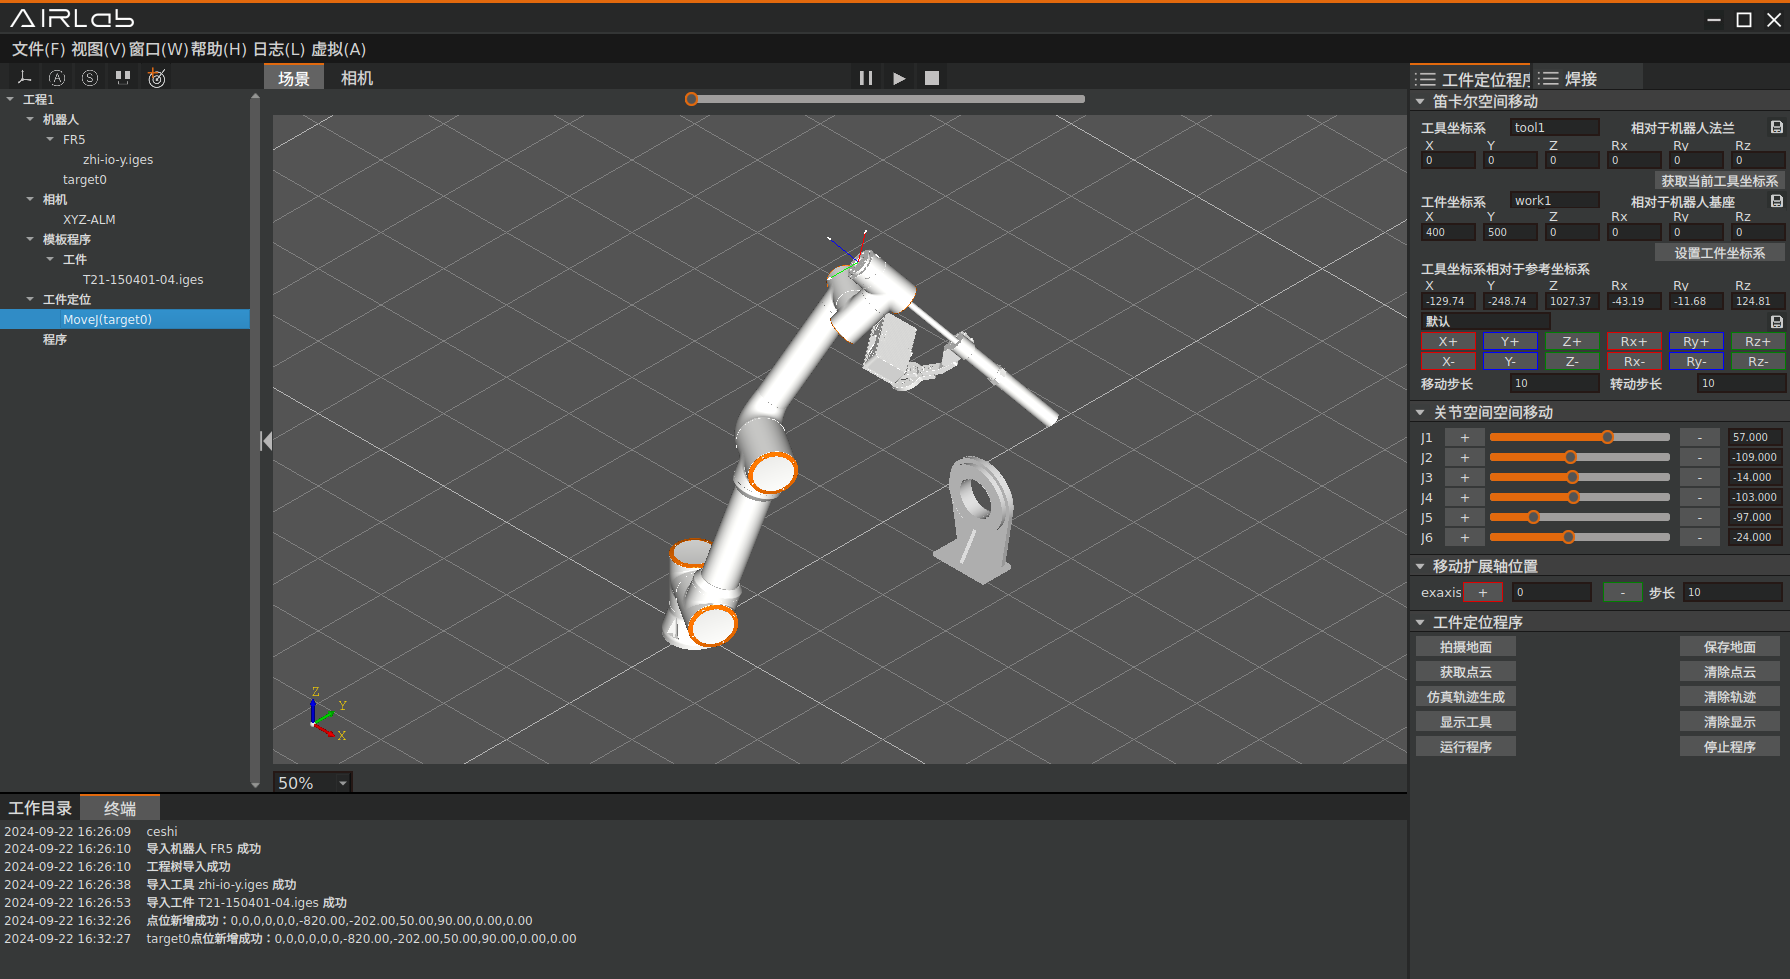 AIRLab
文件(F) 视图(V) 窗口(W) 帮助(H) 日志(L) 虚拟(A)
A S
场景 相机
工程1
机器人
FR5
zhi-io-y.iges
target0
相机
XYZ-ALM
模板程序
工件
T21-150401-04.iges
工件定位
MoveJ(target0)
程序
Z
Y
X
50%
工件定位程序 焊接
笛卡尔空间移动
工具坐标系 tool1 相对于机器人法兰
X Y Z Rx Ry Rz
0 0 0 0 0 0
获取当前工具坐标系
工件坐标系 work1 相对于机器人基座
X Y Z Rx Ry Rz
400 500 0 0 0 0
设置工件坐标系
工具坐标系相对于参考坐标系
X Y Z Rx Ry Rz
-129.74 -248.74 1027.37 -43.19 -11.68 124.81
默认
X+ Y+ Z+ Rx+ Ry+ Rz+
X- Y- Z- Rx- Ry- Rz-
移动步长 10 转动步长 10
关节空间空间移动
J1 + - 57.000
J2 + - -109.000
J3 + - -14.000
J4 + - -103.000
J5 + - -97.000
J6 + - -24.000
移动扩展轴位置
exaxis + 0 - 步长 10
工件定位程序
拍摄地面 保存地面
获取点云 清除点云
仿真轨迹生成 清除轨迹
显示工具 清除显示
运行程序 停止程序
工作目录 终端
2024-09-22 16:26:09 ceshi
2024-09-22 16:26:10 导入机器人 FR5 成功
2024-09-22 16:26:10 工程树导入成功
2024-09-22 16:26:38 导入工具 zhi-io-y.iges 成功
2024-09-22 16:26:53 导入工件 T21-150401-04.iges 成功
2024-09-22 16:32:26 点位新增成功：0,0,0,0,0,0,-820.00,-202.00,50.00,90.00,0.00,0.00
2024-09-22 16:32:27 target0点位新增成功：0,0,0,0,0,0,-820.00,-202.00,50.00,90.00,0.00,0.00